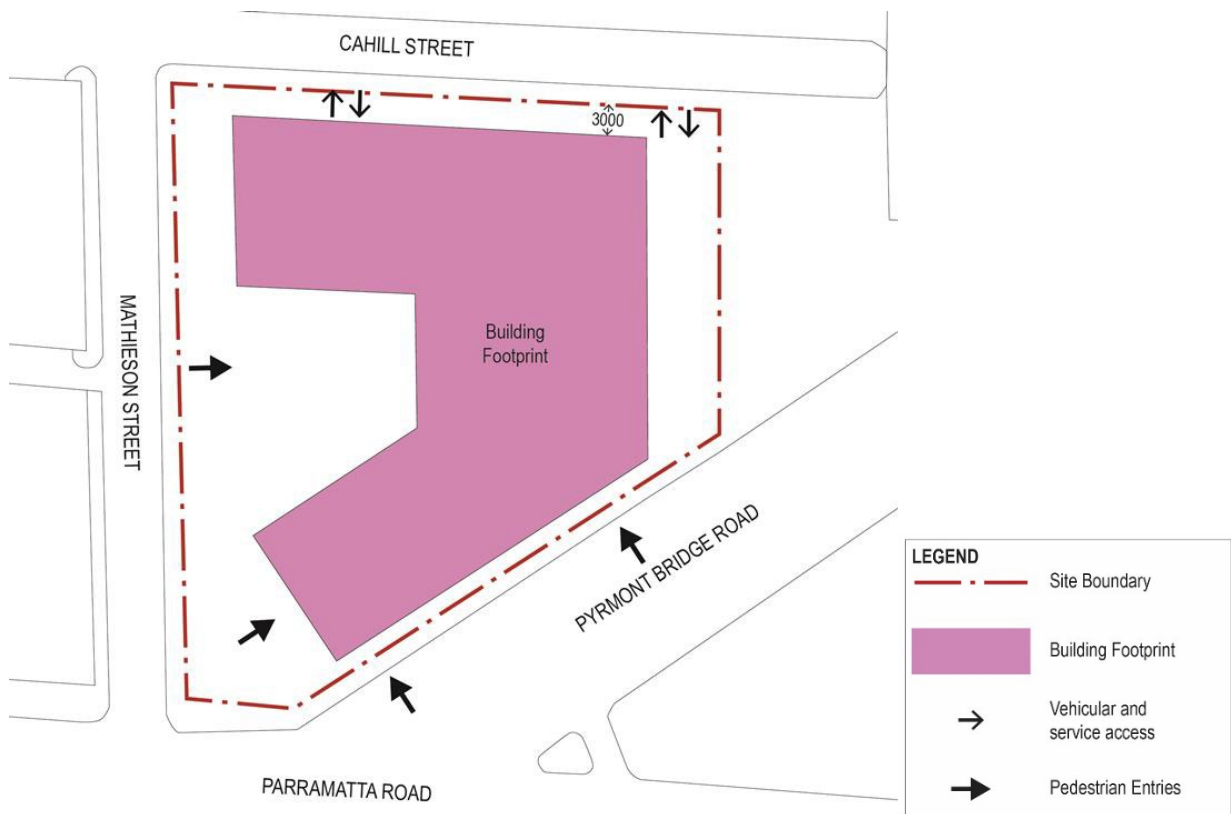 CAHILL STREET
3000
MATHIESON STREET
Building
Footprint
PYRMONT BRIDGE ROAD
PARRAMATTA ROAD
LEGEND
Site Boundary
Building Footprint
Vehicular and
service access
Pedestrian Entries